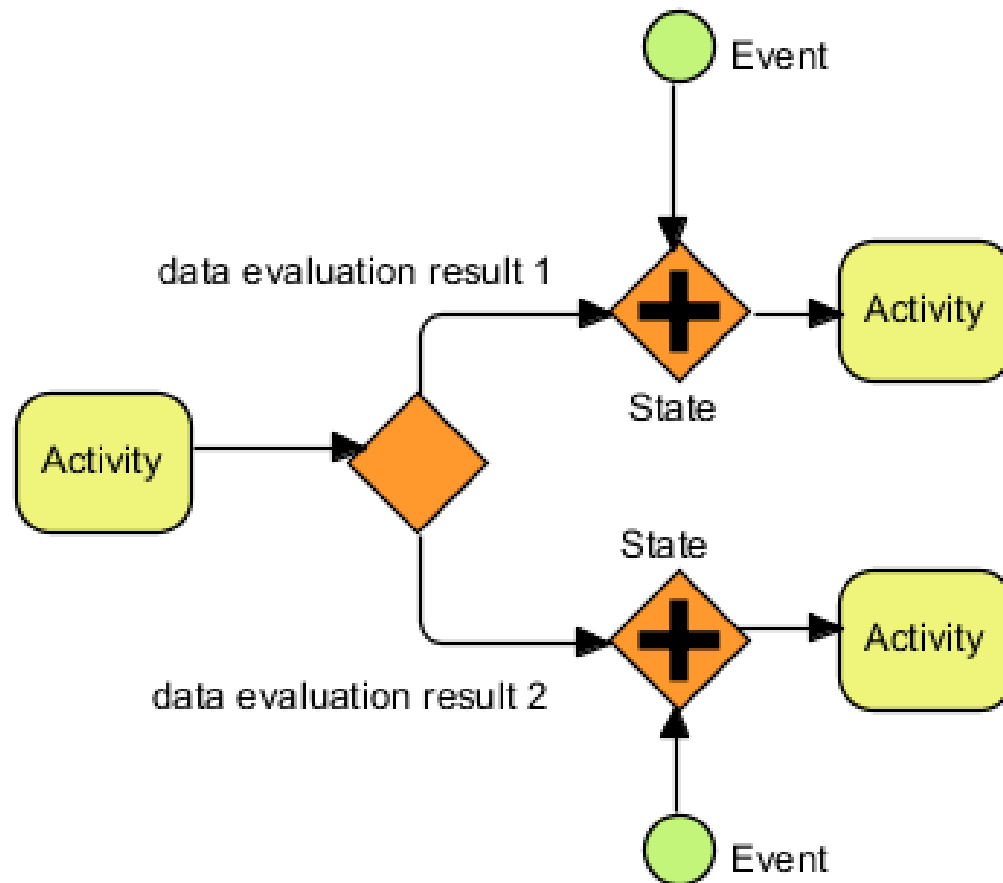 Event
data evaluation result 1
Activity
State
Activity
State
Activity
data evaluation result 2
Event